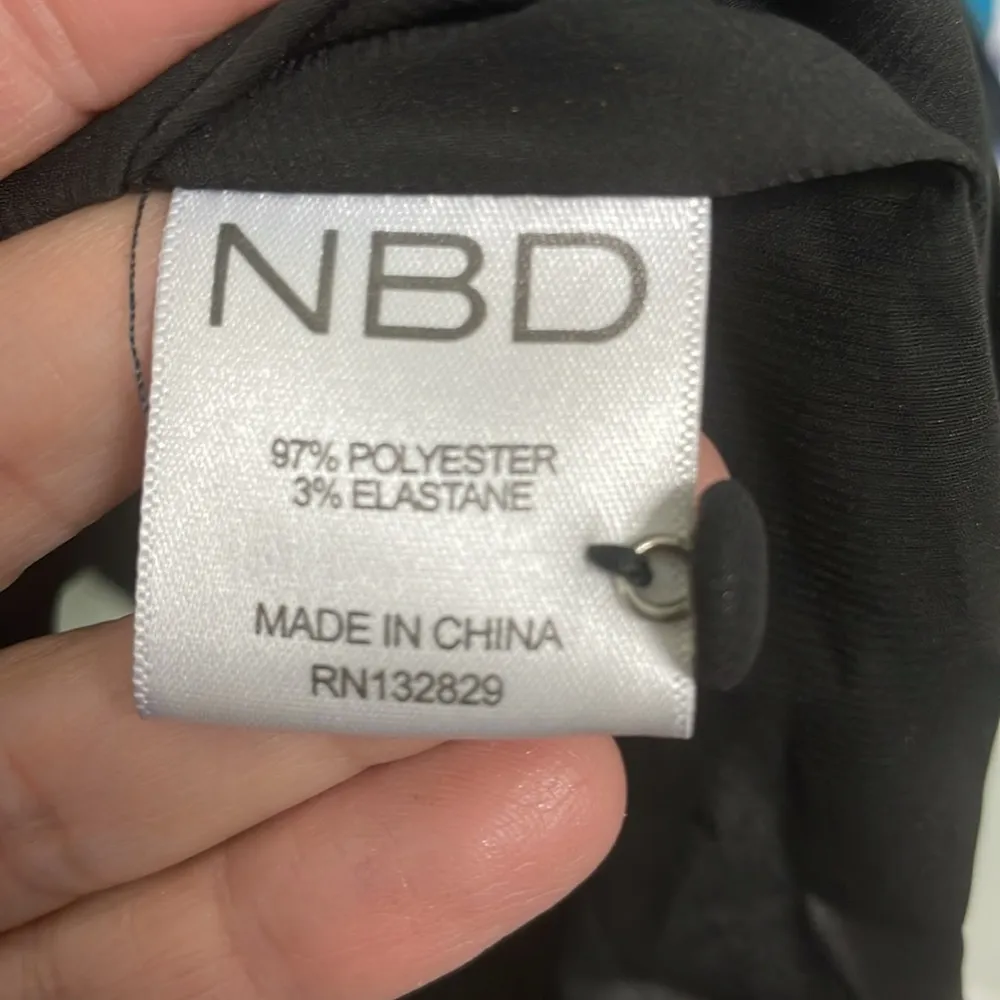 NBD
97% POLYESTER
3% ELASTANE
MADE IN CHINA
RN132829